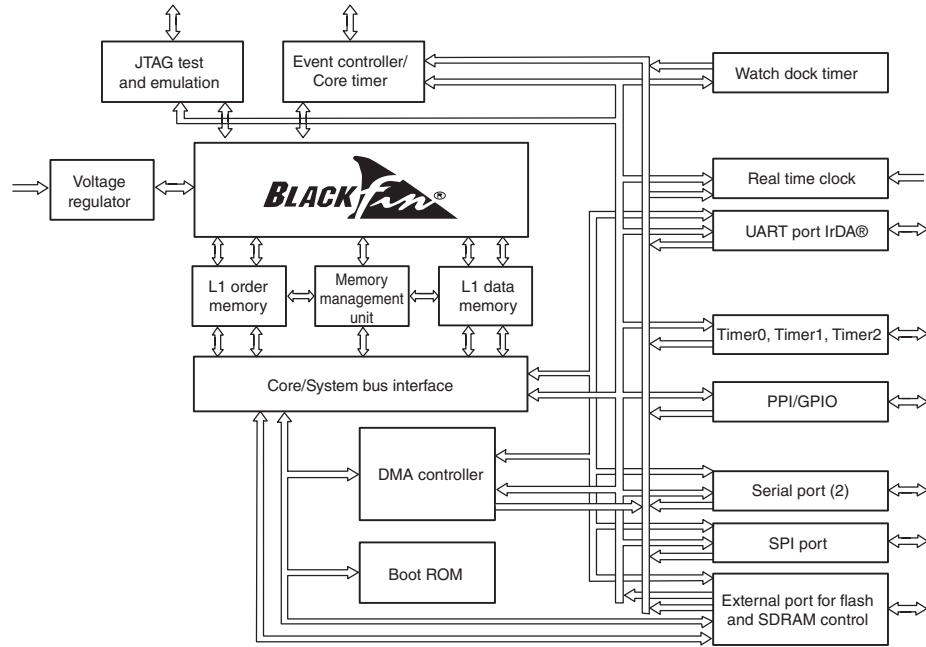 JTAG test
and emulation
Event controller/
Core timer
Watch dock timer
Voltage
regulator
BLACKfin®
Real time clock
UART port IrDA®
L1 order
memory
Memory
management
unit
L1 data
memory
Timer0, Timer1, Timer2
Core/System bus interface
PPI/GPIO
DMA controller
Serial port (2)
SPI port
Boot ROM
External port for flash
and SDRAM control